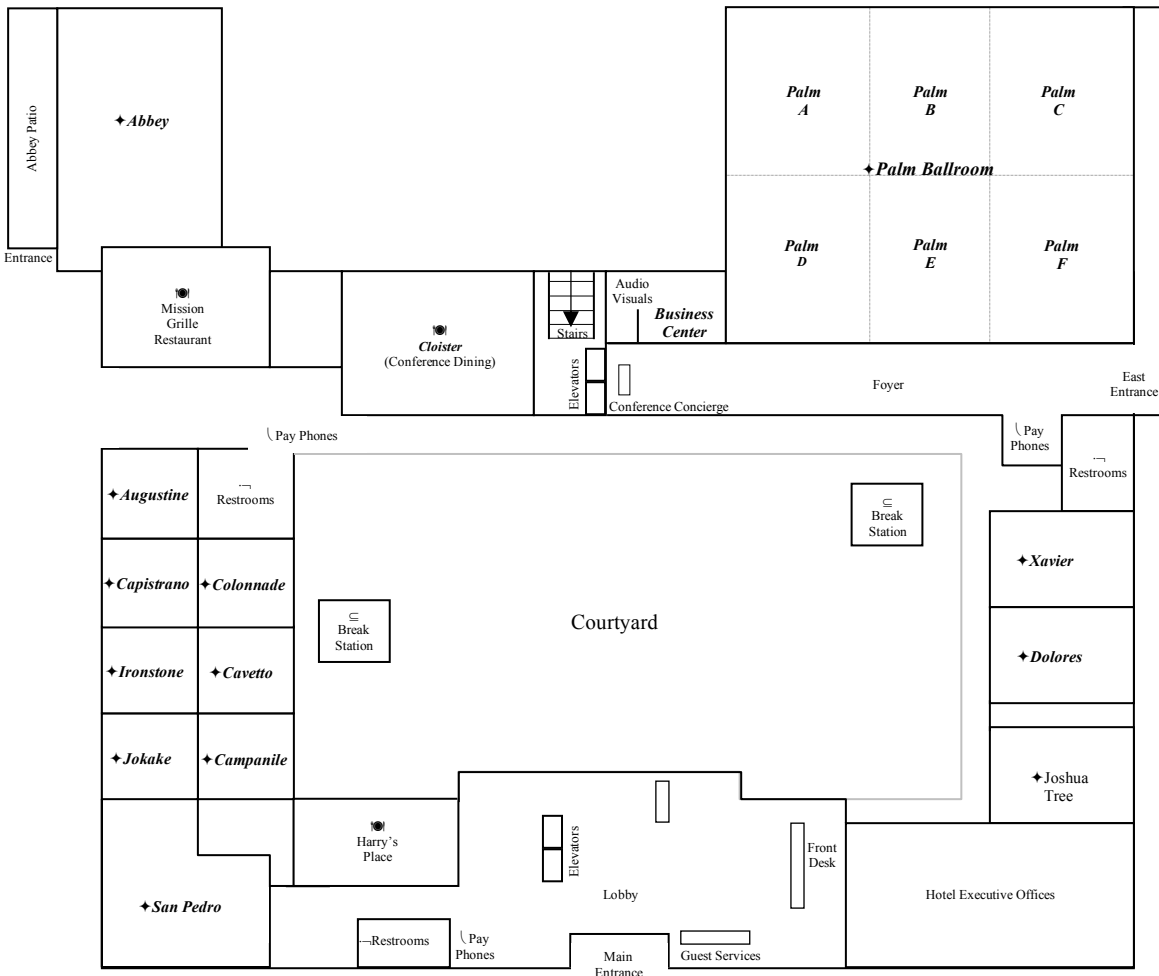 Abbey Patio
✦Abbey
Palm
A
Palm
B
Palm
C
✦Palm Ballroom
Palm
D
Palm
E
Palm
F
Entrance
Mission
Grille
Restaurant
Cloister
(Conference Dining)
Stairs
Audio
Visuals
Business
Center
Elevators
Conference Concierge
Foyer
East
Entrance
Pay Phones
Pay
Phones
Restrooms
✦Augustine
Restrooms
Break
Station
✦Xavier
✦Capistrano
✦Colonnade
Break
Station
Courtyard
✦Ironstone
✦Cavetto
✦Dolores
✦Jokake
✦Campanile
✦Joshua
Tree
Harry's
Place
Elevators
Front
Desk
Lobby
Hotel Executive Offices
✦San Pedro
Restrooms
Pay
Phones
Main
Entrance
Guest Services